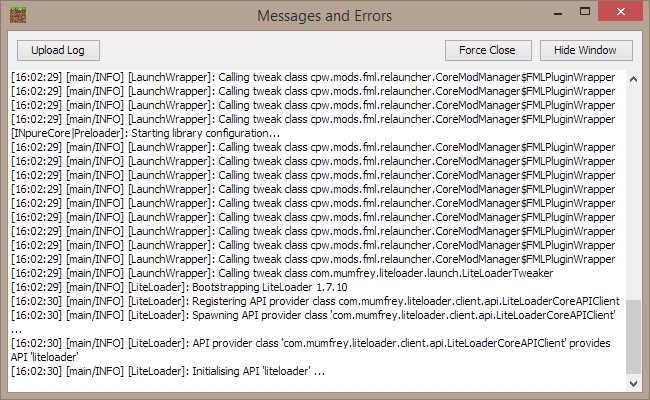 Messages and Errors
Upload Log
Force Close
Hide Window
[16:02:29] [main/INFO] [LaunchWrapper]: Calling tweak class cpw.mods.fml.relauncher.CoreModManager$FMLPluginWrapper
[16:02:29] [main/INFO] [LaunchWrapper]: Calling tweak class cpw.mods.fml.relauncher.CoreModManager$FMLPluginWrapper
[16:02:29] [main/INFO] [LaunchWrapper]: Calling tweak class cpw.mods.fml.relauncher.CoreModManager$FMLPluginWrapper
[16:02:29] [main/INFO] [LaunchWrapper]: Calling tweak class cpw.mods.fml.relauncher.CoreModManager$FMLPluginWrapper
[INpureCore|Preloader]: Starting library configuration...
[16:02:29] [main/INFO] [LaunchWrapper]: Calling tweak class cpw.mods.fml.relauncher.CoreModManager$FMLPluginWrapper
[16:02:29] [main/INFO] [LaunchWrapper]: Calling tweak class cpw.mods.fml.relauncher.CoreModManager$FMLPluginWrapper
[16:02:29] [main/INFO] [LaunchWrapper]: Calling tweak class cpw.mods.fml.relauncher.CoreModManager$FMLPluginWrapper
[16:02:29] [main/INFO] [LaunchWrapper]: Calling tweak class cpw.mods.fml.relauncher.CoreModManager$FMLPluginWrapper
[16:02:29] [main/INFO] [LaunchWrapper]: Calling tweak class cpw.mods.fml.relauncher.CoreModManager$FMLPluginWrapper
[16:02:29] [main/INFO] [LaunchWrapper]: Calling tweak class cpw.mods.fml.relauncher.CoreModManager$FMLPluginWrapper
[16:02:29] [main/INFO] [LaunchWrapper]: Calling tweak class cpw.mods.fml.relauncher.CoreModManager$FMLPluginWrapper
[16:02:29] [main/INFO] [LaunchWrapper]: Calling tweak class cpw.mods.fml.relauncher.CoreModManager$FMLPluginWrapper
[16:02:29] [main/INFO] [LaunchWrapper]: Calling tweak class cpw.mods.fml.relauncher.CoreModManager$FMLPluginWrapper
[16:02:29] [main/INFO] [LaunchWrapper]: Calling tweak class com.mumfrey.liteloader.launch.LiteLoaderTweaker
[16:02:29] [main/INFO] [LiteLoader]: Bootstrapping LiteLoader 1.7.10
[16:02:30] [main/INFO] [LiteLoader]: Registering API provider class com.mumfrey.liteloader.client.api.LiteLoaderCoreAPIClient
[16:02:30] [main/INFO] [LiteLoader]: Spawning API provider class 'com.mumfrey.liteloader.client.api.LiteLoaderCoreAPIClient'
...
[16:02:30] [main/INFO] [LiteLoader]: API provider class 'com.mumfrey.liteloader.client.api.LiteLoaderCoreAPIClient' provides
API 'liteloader'
[16:02:30] [main/INFO] [LiteLoader]: Initialising API 'liteloader' ...